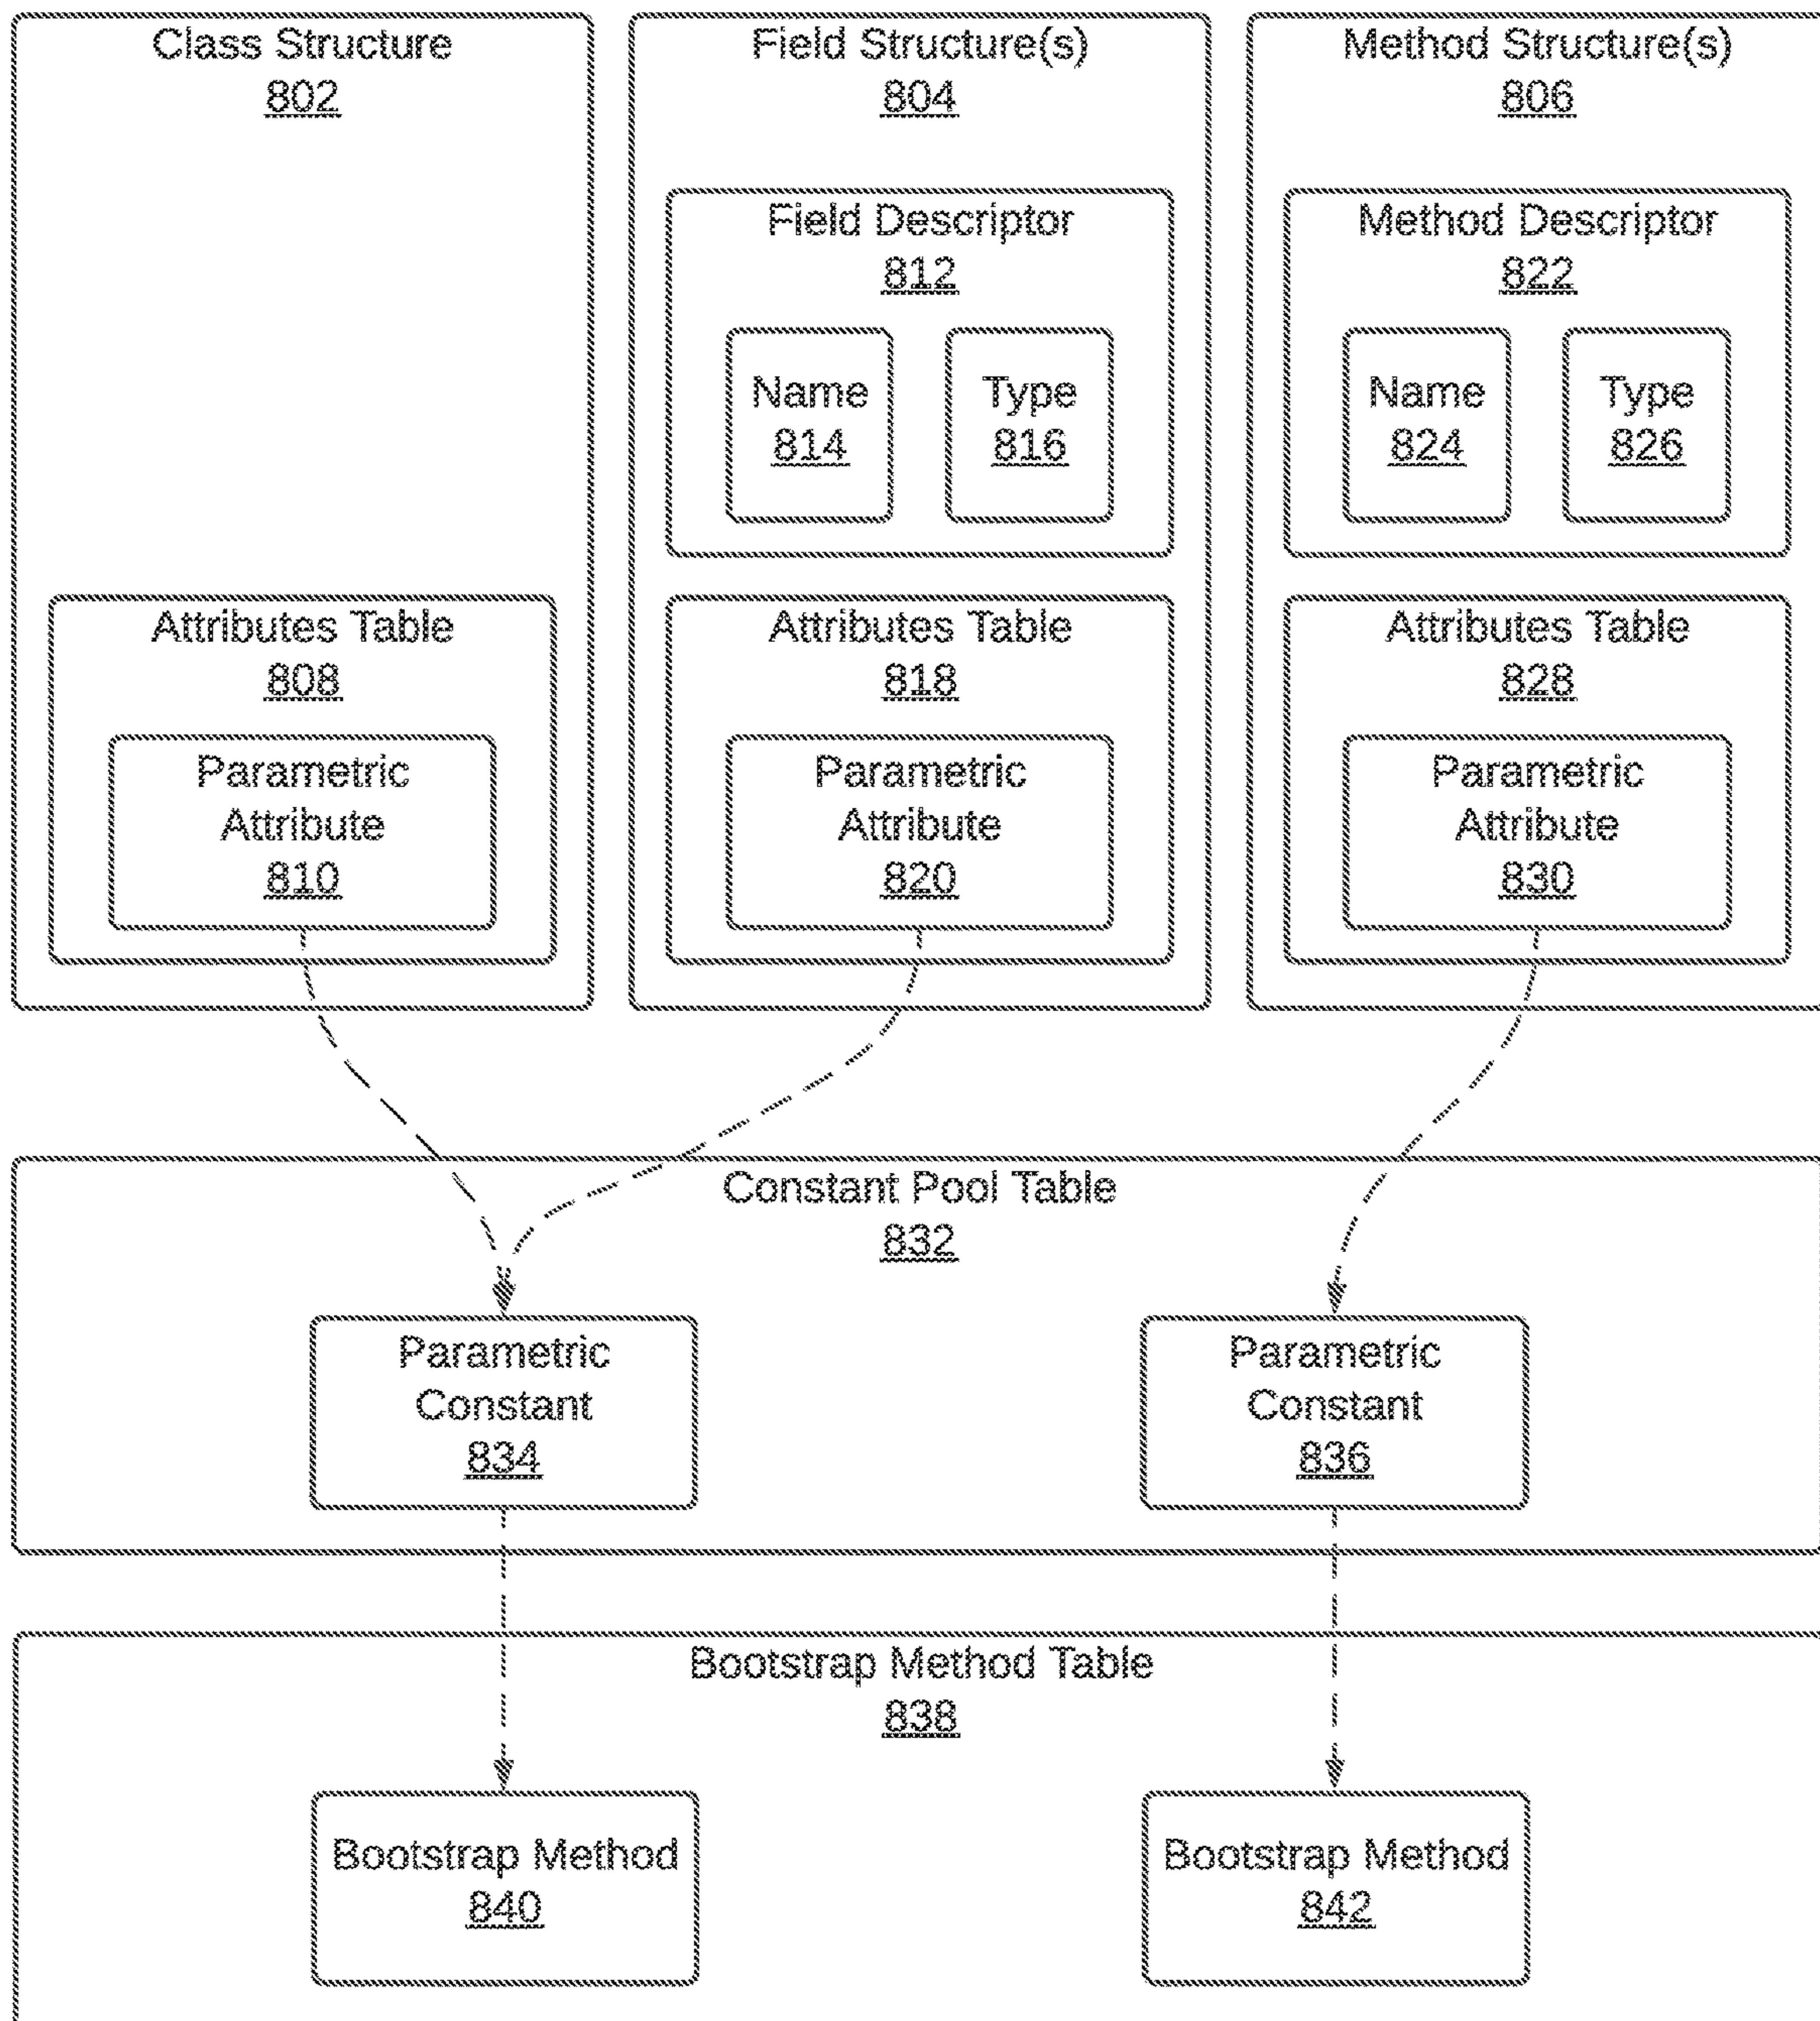 Class Structure
802
Field Structure(s)
804
Method Structure(s)
806
Field Descriptor
812
Name
814
Type
816
Method Descriptor
822
Name
824
Type
826
Attributes Table
808
Parametric
Attribute
810
Attributes Table
818
Parametric
Attribute
820
Attributes Table
828
Parametric
Attribute
830
Constant Pool Table
832
Parametric
Constant
834
Parametric
Constant
836
Bootstrap Method Table
838
Bootstrap Method
840
Bootstrap Method
842